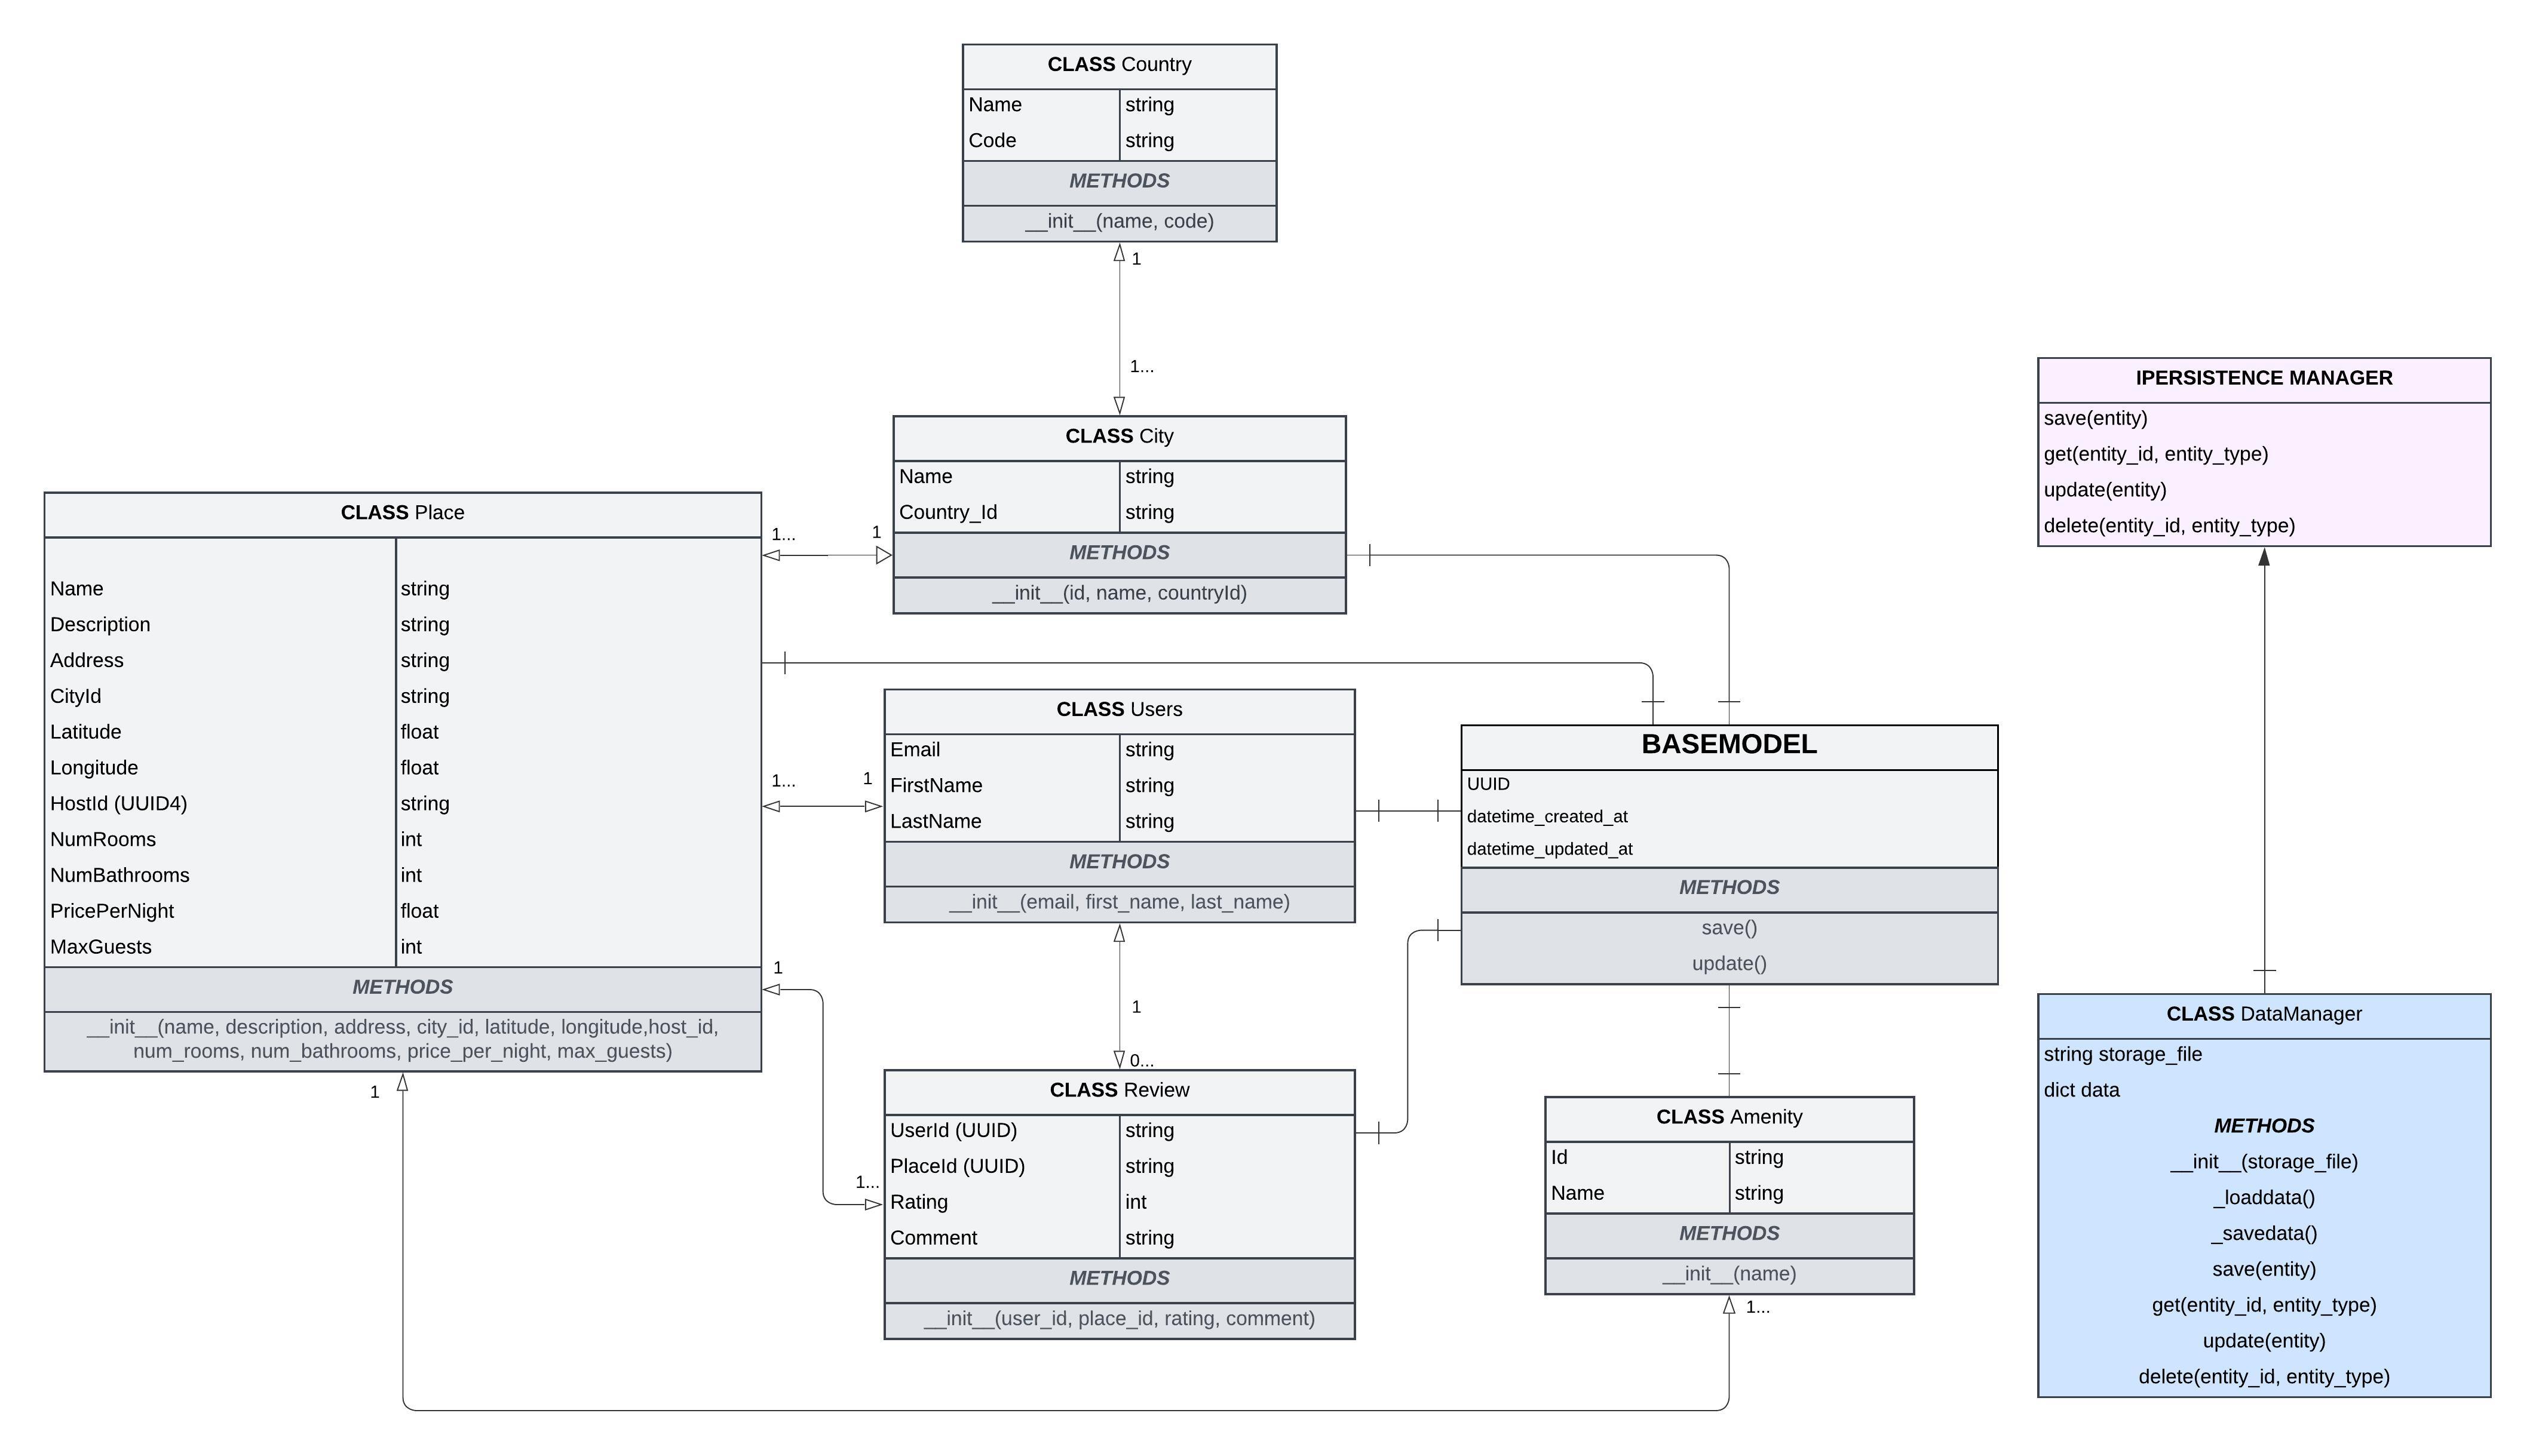 CLASS Country
Name string
Code string
METHODS
__init__(name, code)
1
1...
CLASS City
Name string
Country_Id string
METHODS
__init__(id, name, countryId)
1...
1
CLASS Place
Name string
Description string
Address string
CityId string
Latitude float
Longitude float
HostId (UUID4) string
NumRooms int
NumBathrooms int
PricePerNight float
MaxGuests int
METHODS
__init__(name, description, address, city_id, latitude, longitude,host_id,
num_rooms, num_bathrooms, price_per_night, max_guests)
1...
1
1
1
CLASS Users
Email string
FirstName string
LastName string
METHODS
__init__(email, first_name, last_name)
1
0...
1...
CLASS Review
UserId (UUID) string
PlaceId (UUID) string
Rating int
Comment string
METHODS
__init__(user_id, place_id, rating, comment)
BASEMODEL
UUID
datetime_created_at
datetime_updated_at
METHODS
save()
update()
CLASS Amenity
Id string
Name string
METHODS
__init__(name)
1...
IPERSISTENCE MANAGER
save(entity)
get(entity_id, entity_type)
update(entity)
delete(entity_id, entity_type)
CLASS DataManager
string storage_file
dict data
METHODS
__init__(storage_file)
_loaddata()
_savedata()
save(entity)
get(entity_id, entity_type)
update(entity)
delete(entity_id, entity_type)